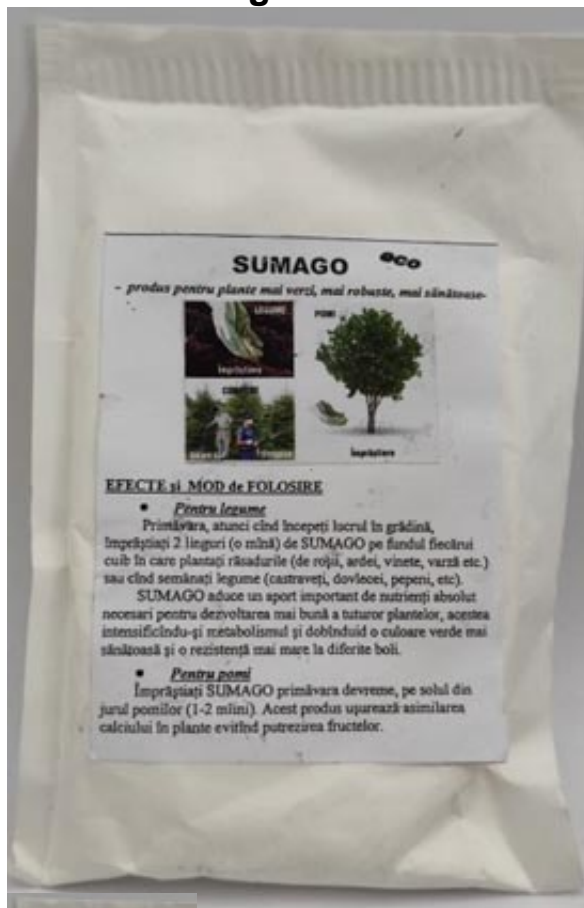 SUMAGO eco
- produs pentru plante mai verzi, mai robuste, mai sănătoase-
LEGUME
împrăștiere
POMI
împrăștiere
EFECTE și MOD de FOLOSIRE
• Pentru legume
Primăvara, atunci cînd începeți lucrul în grădină,
împrăștiați 2 linguri (o mînă) de SUMAGO pe fundul fiecărui
cuib în care plantați răsadurile (de roșii, ardei, vinete, varză etc.)
sau cînd semănați legume (castraveți, dovlecei, pepeni, etc).
SUMAGO aduce un aport important de nutrienți absolut
necesari pentru dezvoltarea mai bună a tuturor plantelor, acestea
intensificîndu-și metabolismul și dobînduid o culoare verde mai
sănătoasă și o rezistență mai mare la diferite boli.
• Pentru pomi
Împrăștiați SUMAGO primăvara devreme, pe solul din
jurul pomilor (1-2 mîini). Acest produs ușurează asimilarea
calciului în plante evitînd putrezirea fructelor.